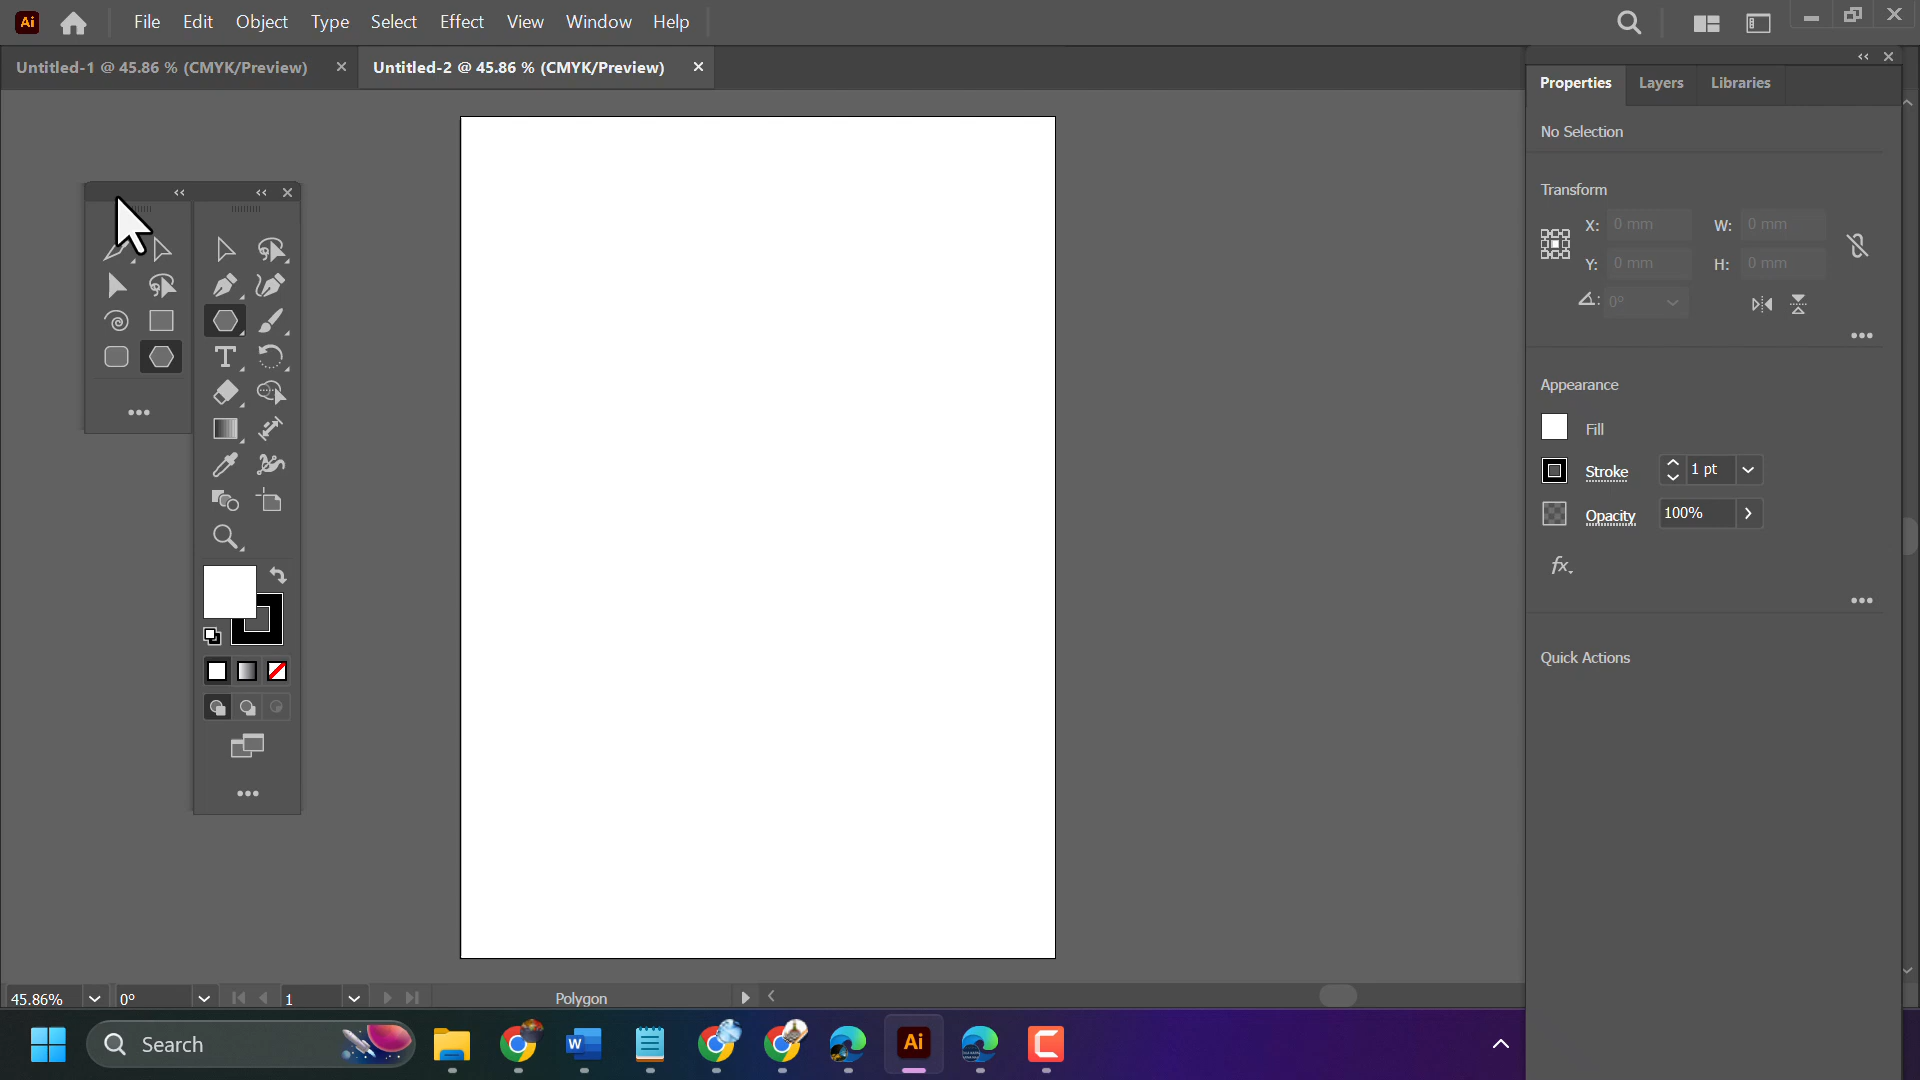 Ai File Edit Object Type Select Effect View Window Help
Untitled-1 @ 45.86 % (CMYK/Preview) Untitled-2 @ 45.86 % (CMYK/Preview)
Properties Layers Libraries
No Selection
Transform
X: 0 mm W: 0 mm
Y: 0 mm H: 0 mm
0°
Appearance
Fill
Stroke 1 pt
Opacity 100%
fx
Quick Actions
T
45.86% 0° 1 Polygon
Search
W
Ai